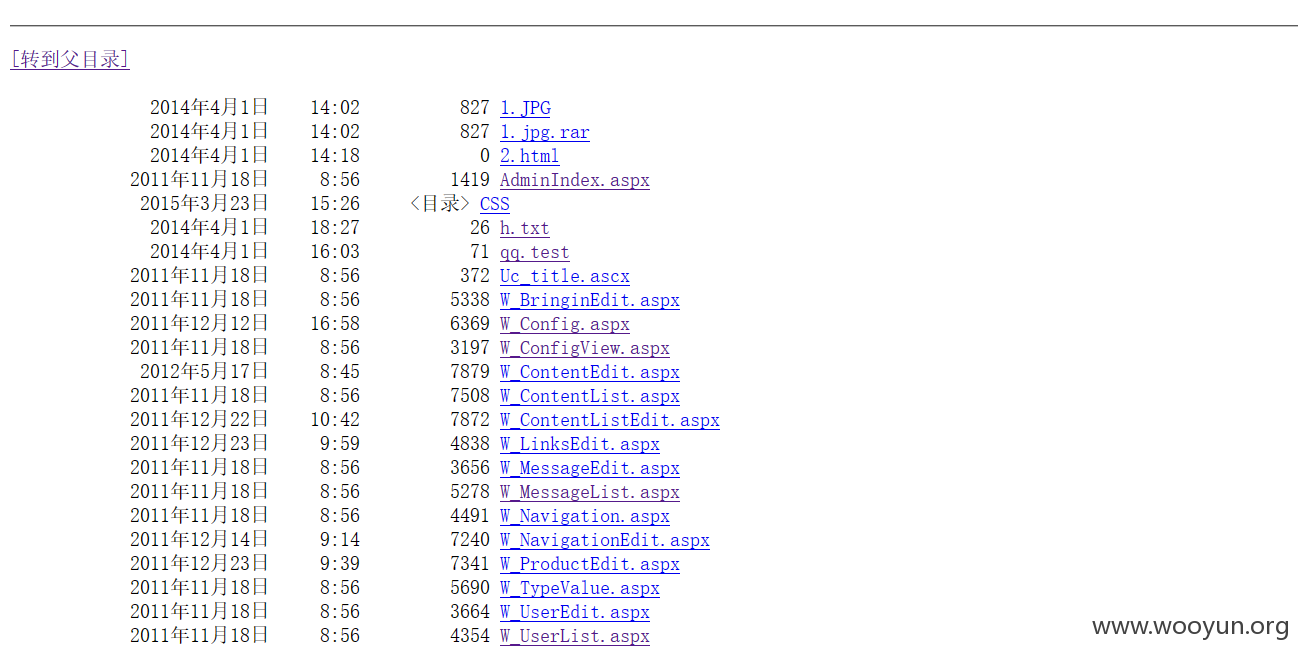 [转到父目录]
2014年4月1日 14:02 827 1.JPG
2014年4月1日 14:02 827 1.jpg.rar
2014年4月1日 14:18 0 2.html
2011年11月18日 8:56 1419 AdminIndex.aspx
2015年3月23日 15:26 <目录> CSS
2014年4月1日 18:27 26 h.txt
2014年4月1日 16:03 71 qq.test
2011年11月18日 8:56 372 Uc_title.ascx
2011年11月18日 8:56 5338 W_BringinEdit.aspx
2011年12月12日 16:58 6369 W_Config.aspx
2011年11月18日 8:56 3197 W_ConfigView.aspx
2012年5月17日 8:45 7879 W_ContentEdit.aspx
2011年11月18日 8:56 7508 W_ContentList.aspx
2011年12月22日 10:42 7872 W_ContentListEdit.aspx
2011年12月23日 9:59 4838 W_LinksEdit.aspx
2011年11月18日 8:56 3656 W_MessageEdit.aspx
2011年11月18日 8:56 5278 W_MessageList.aspx
2011年11月18日 8:56 4491 W_Navigation.aspx
2011年12月14日 9:14 7240 W_NavigationEdit.aspx
2011年12月23日 9:39 7341 W_ProductEdit.aspx
2011年11月18日 8:56 5690 W_TypeValue.aspx
2011年11月18日 8:56 3664 W_UserEdit.aspx
2011年11月18日 8:56 4354 W_UserList.aspx
www.wooyun.org